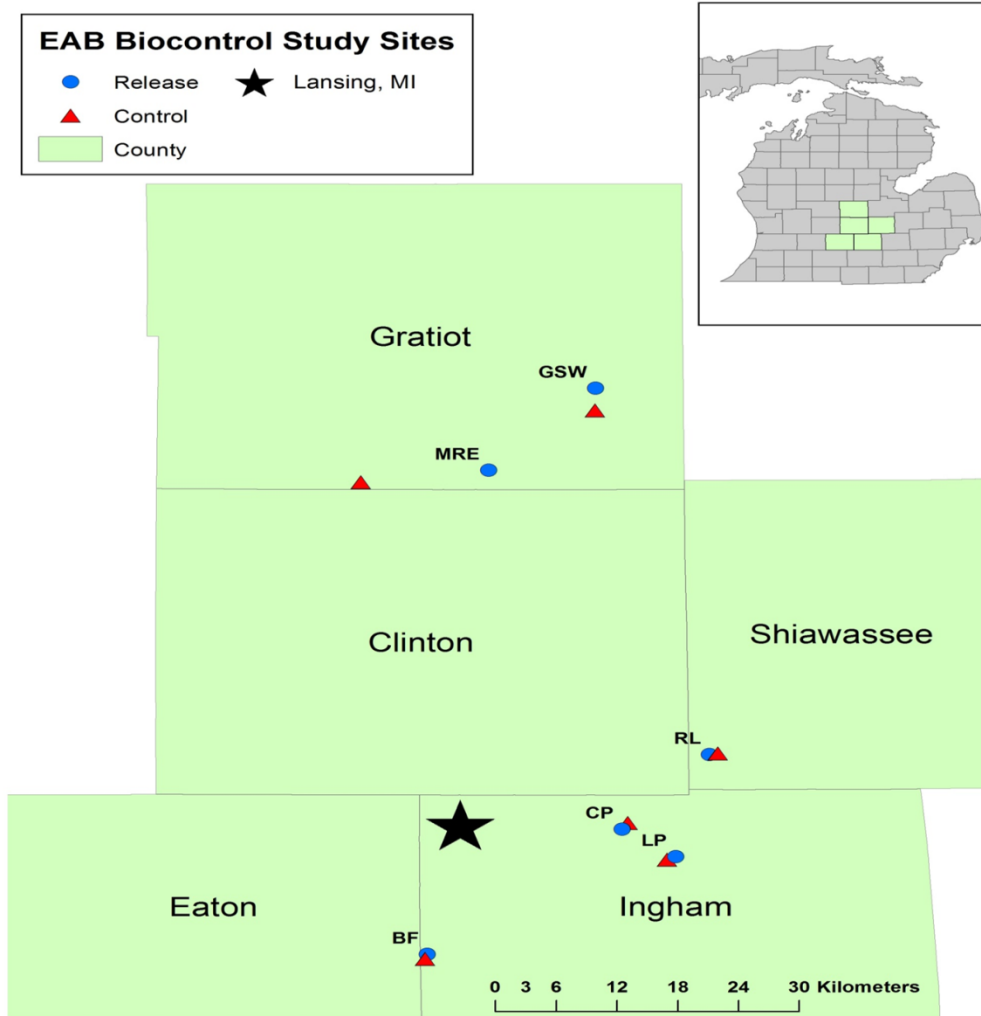 EAB Biocontrol Study Sites
Release
Lansing, MI
Control
County
Gratiot
GSW
MRE
Clinton
Shiawassee
RL
CP
LP
Eaton
Ingham
BF
0 3 6 12 18 24 30 Kilometers